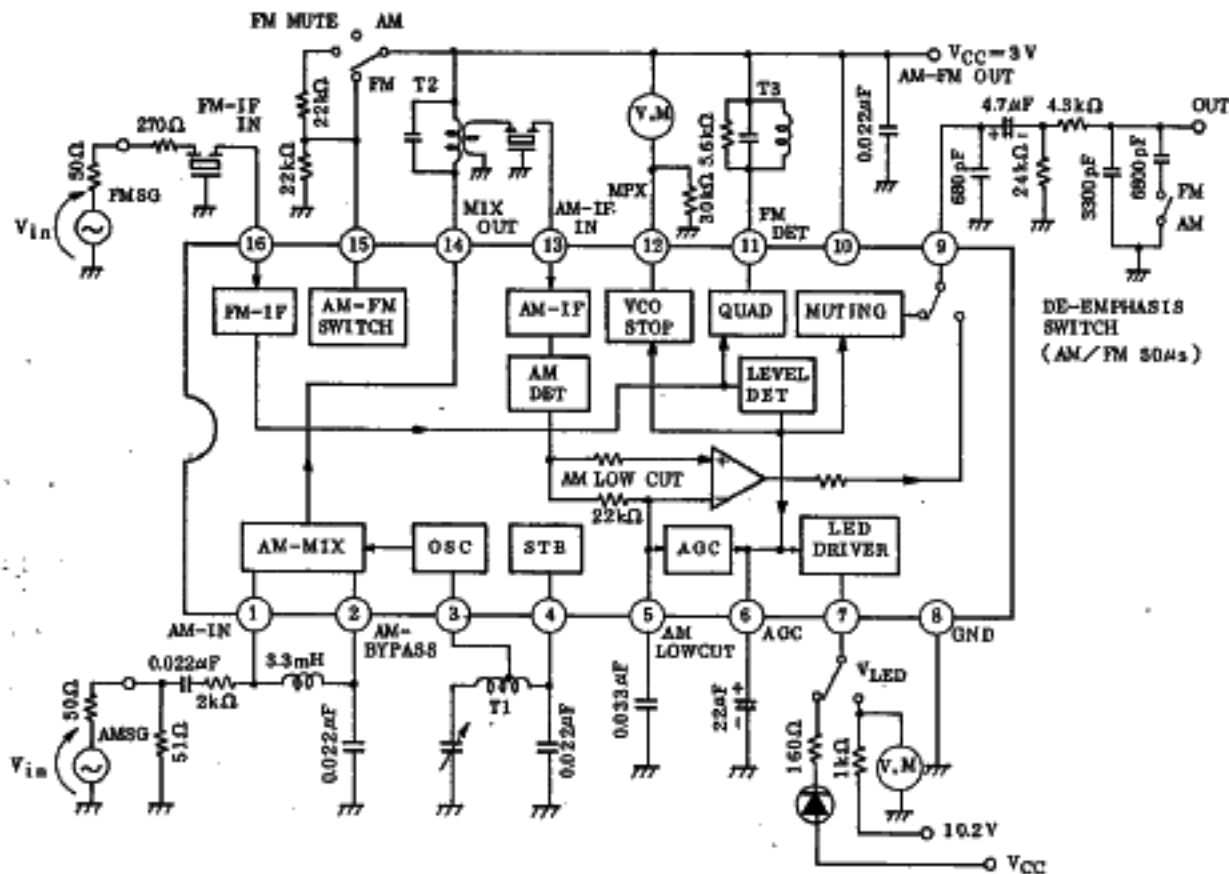 FM MUTE
AM
VCC=3V
AM-FM OUT
FM
T2
T3
22kΩ
22kΩ
FM-IF
IN
270Ω
50Ω
FMSG
Vin
V.M
5.6kΩ
0.022μF
4.7μF
4.3kΩ
OUT
680pF
24kΩ
3300pF
6800pF
FM
AM
MIX
OUT
AM-IF
IN
MPX
30kΩ
FM
DET
16
15
14
13
12
11
10
9
FM-IF
AM-FM
SWITCH
AM-IF
VCO
STOP
QUAD
MUTING
DE-EMPHASIS
SWITCH
(AM/FM 50μs)
AM
DET
LEVEL
DET
AM LOW CUT
22kΩ
+
−
AM-MIX
OSC
STB
AGC
LED
DRIVER
1
2
3
4
5
6
7
8
AM-IN
AM-
BYPASS
AM
LOWCUT
AGC
GND
0.022μF
2kΩ
3.3mH
50Ω
AMSG
51Ω
Vin
0.022μF
T1
0.022μF
0.033μF
22μF
+
−
VLED
160Ω
1kΩ
V.M
10.2V
VCC